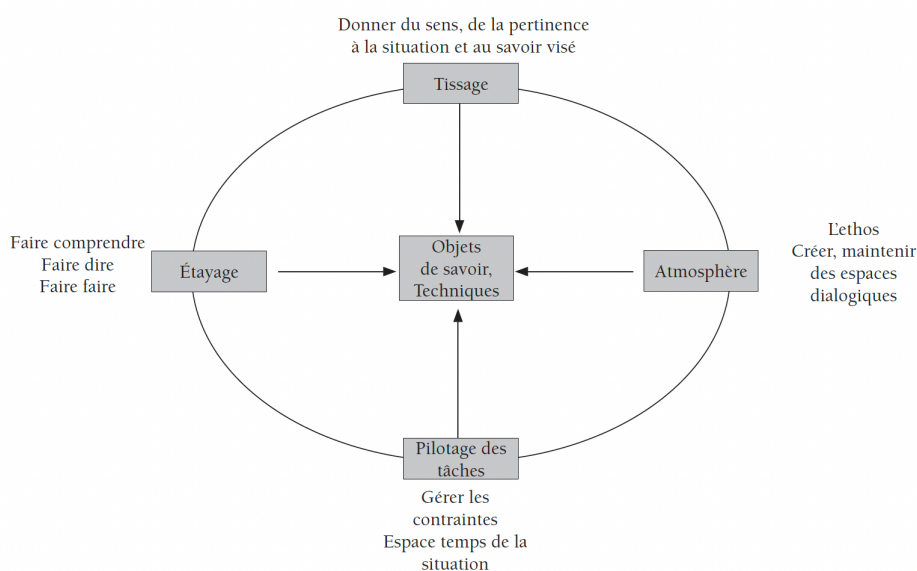 Donner du sens, de la pertinence
à la situation et au savoir visé
Tissage
Faire comprendre
Faire dire
Faire faire
Étayage
Objets
de savoir,
Techniques
Atmosphère
L'ethos
Créer, maintenir
des espaces
dialogiques
Pilotage des
tâches
Gérer les
contraintes
Espace temps de la
situation